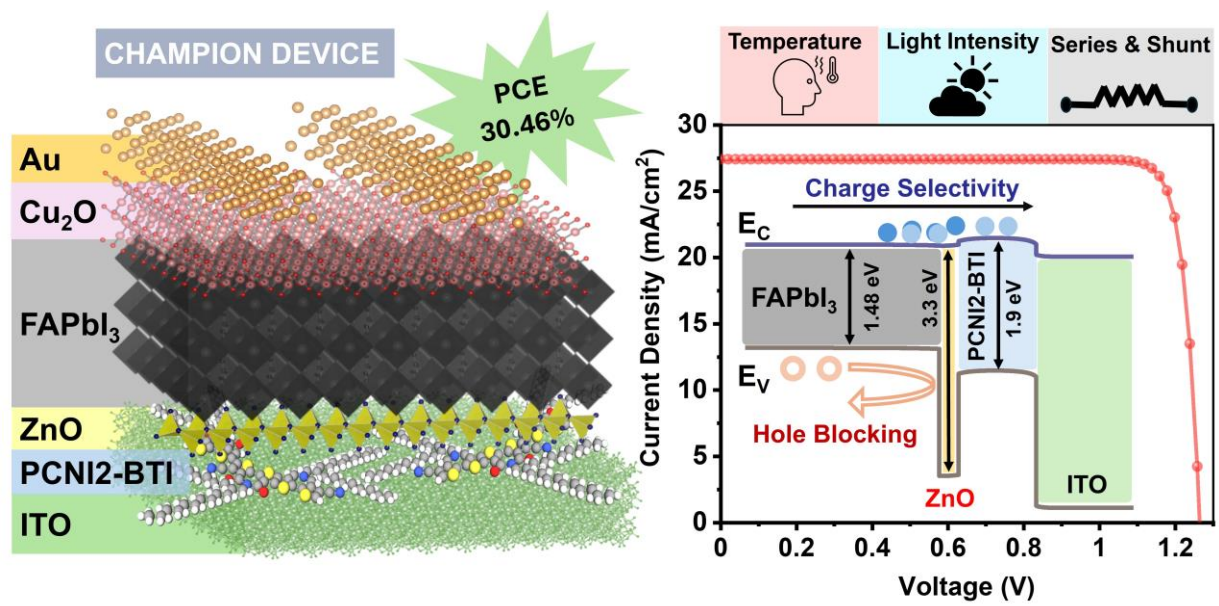 CHAMPION DEVICE
PCE
30.46%
Au
Cu₂O
FAPbI₃
ZnO
PCNI2-BTI
ITO
Temperature
Light Intensity
Series & Shunt
Current Density (mA/cm²)
30
25
20
15
10
5
0
Charge Selectivity
E_C
FAPbI₃
1.48 eV
3.3 eV
PCNI2-BTI
1.9 eV
E_V
Hole Blocking
ZnO
ITO
0
0.2
0.4
0.6
0.8
1
1.2
Voltage (V)